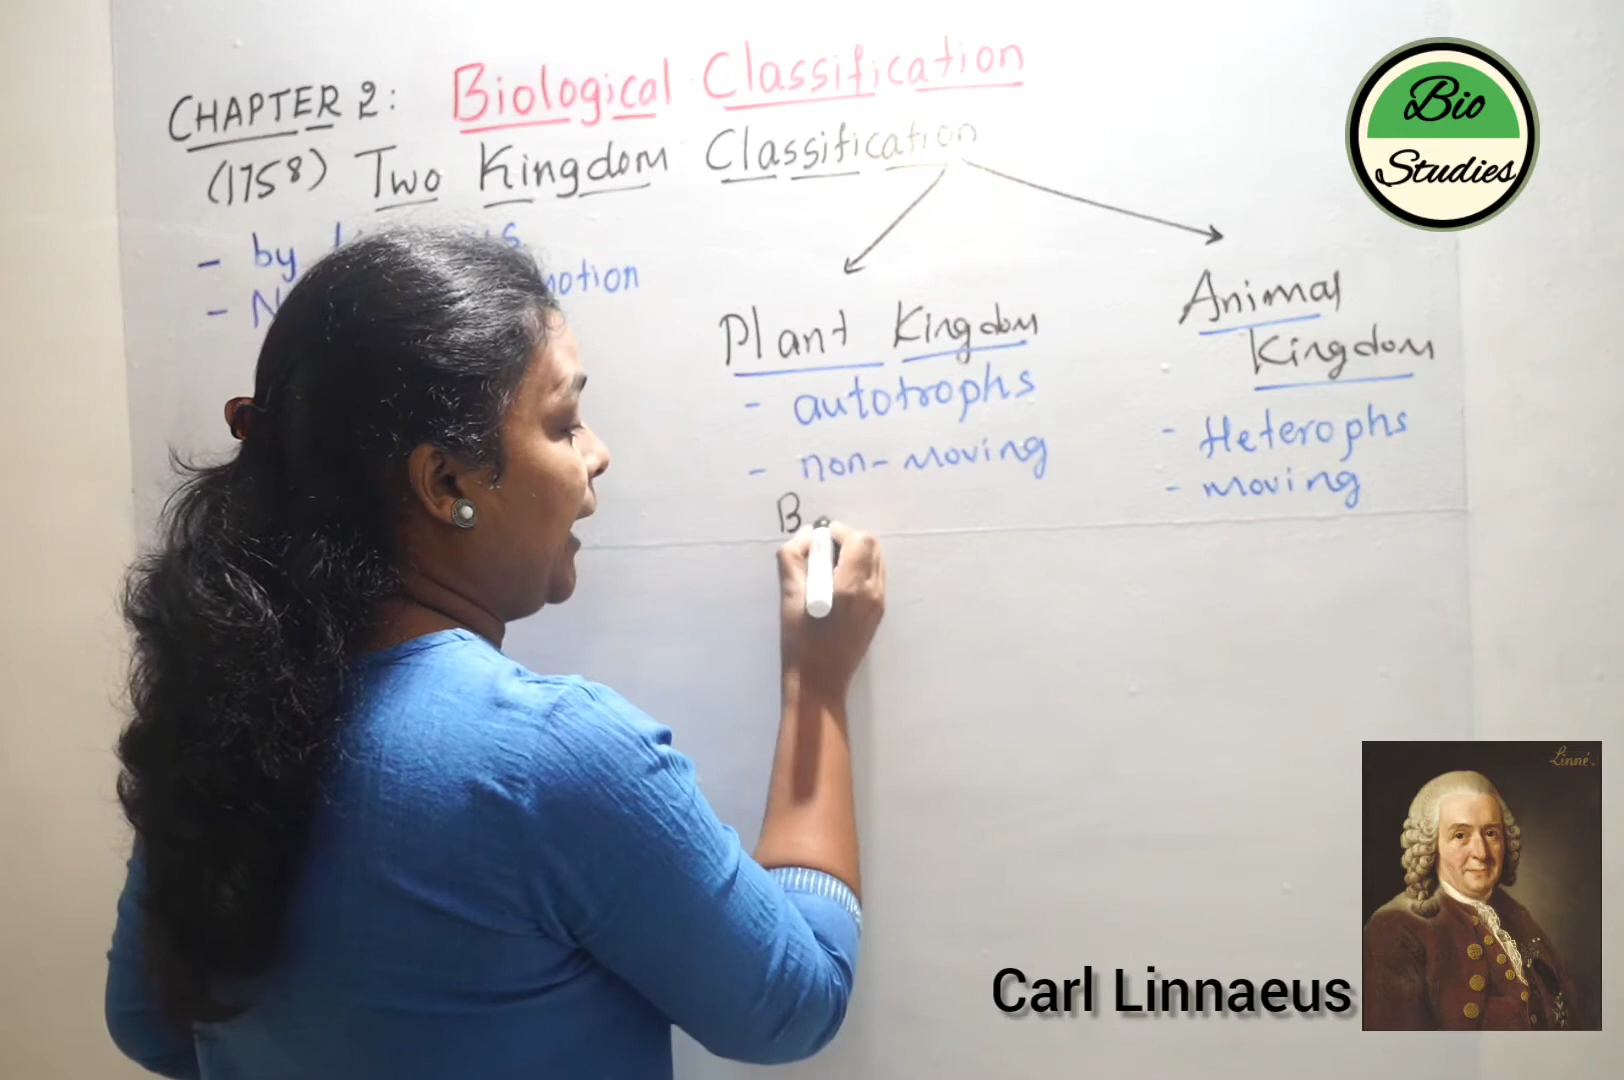 CHAPTER 2: Biological Classification
(1758) Two Kingdom Classification
- by
- N motion
Plant Kingdom
- autotrophs
- non-moving
B
Animal
Kingdom
- Heterophs
- moving
Bio
Studies
Linné.
Carl Linnaeus